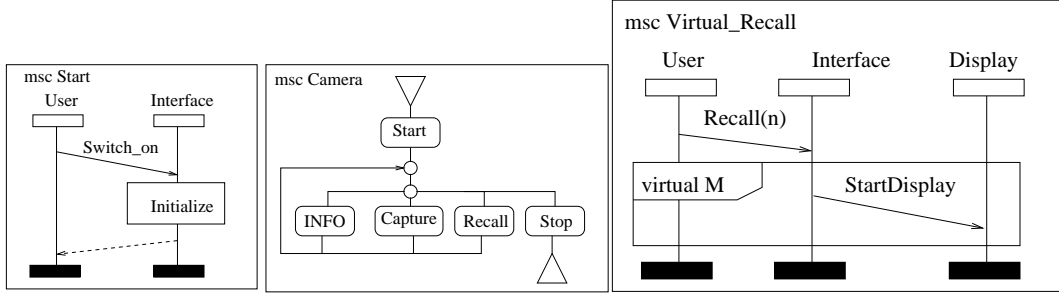 msc Start
User Interface
Switch_on
Initialize
msc Camera
Start
INFO Capture Recall Stop
msc Virtual_Recall
User Interface Display
Recall(n)
virtual M StartDisplay